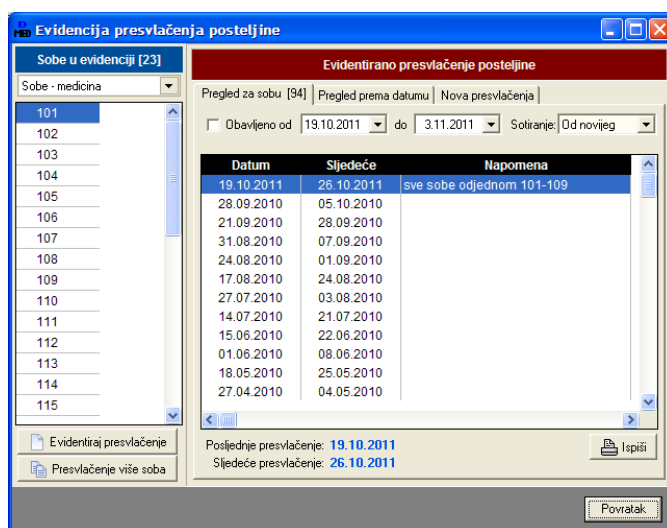 MED Evidencija presvlačenja posteljine
Sobe u evidenciji [23]
Sobe - medicina
101
102
103
104
105
106
107
108
109
110
111
112
113
114
115
Evidentiraj presvlačenje
Presvlačenje više soba
Evidentirano presvlačenje posteljine
Pregled za sobu [94] Pregled prema datumu Nova presvlačenja
Obavljeno od 19.10.2011 do 3.11.2011 Sotiranje: Od novijeg
Datum Sljedeće Napomena
19.10.2011 26.10.2011 sve sobe odjednom 101-109
28.09.2010 05.10.2010
21.09.2010 28.09.2010
31.08.2010 07.09.2010
24.08.2010 01.09.2010
17.08.2010 24.08.2010
27.07.2010 03.08.2010
14.07.2010 21.07.2010
15.06.2010 22.06.2010
01.06.2010 08.06.2010
18.05.2010 25.05.2010
27.04.2010 04.05.2010
Posljednje presvlačenje: 19.10.2011
Sljedeće presvlačenje: 26.10.2011
Ispiši
Povratak